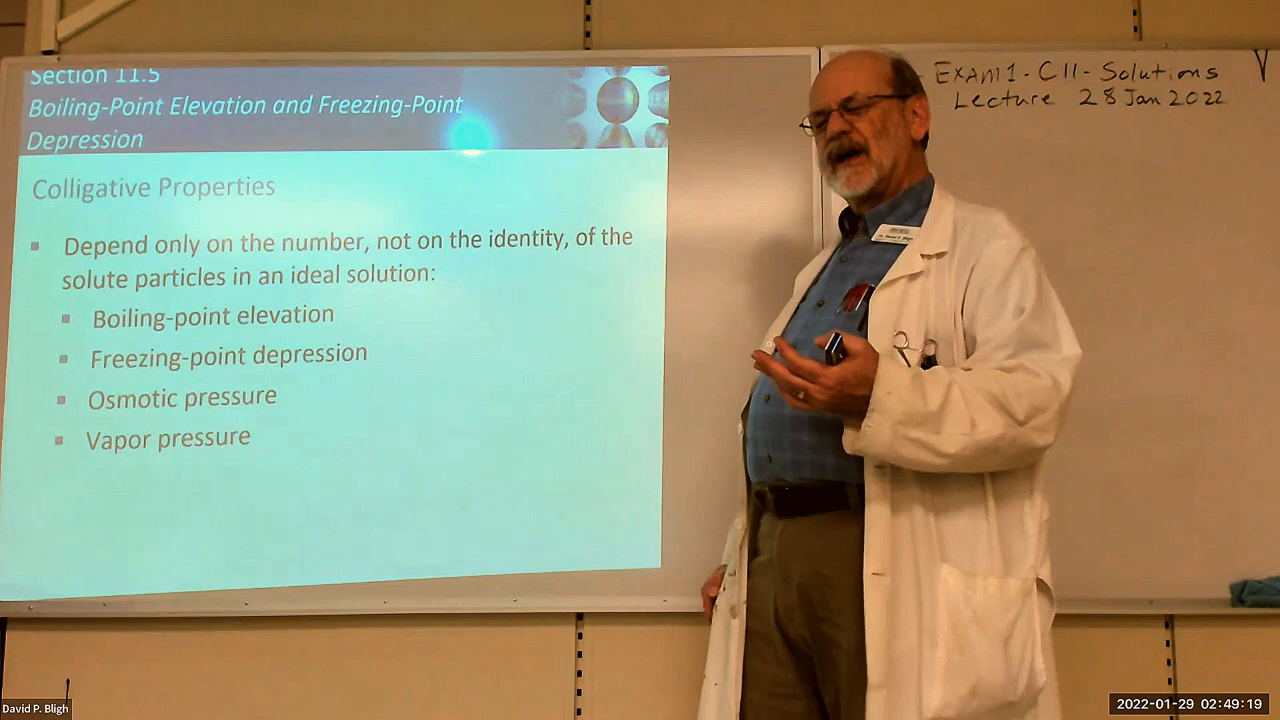 Section 11.5
Boiling-Point Elevation and Freezing-Point
Depression
Colligative Properties
▪ Depend only on the number, not on the identity, of the
solute particles in an ideal solution:
▪ Boiling-point elevation
▪ Freezing-point depression
▪ Osmotic pressure
▪ Vapor pressure
Exam 1 - C11 - Solutions
Lecture 28 Jan 2022
David P. Bligh
2022-01-29 02:49:19